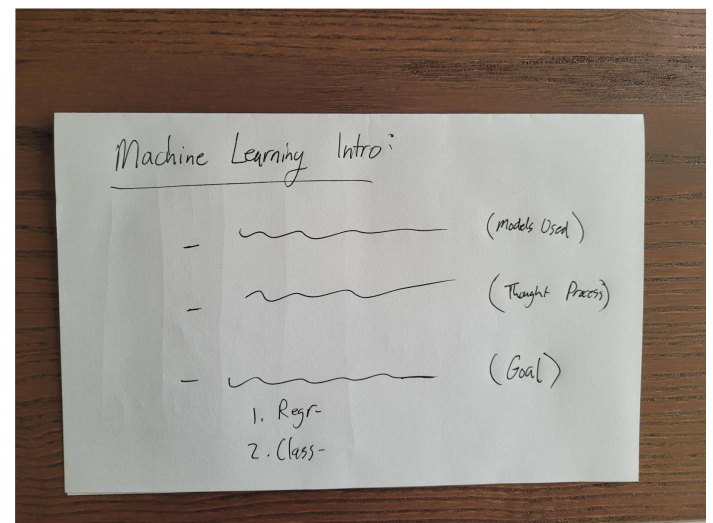 Machine Learning Intro:
- (Models Used)
- (Thought Process)
- (Goal)
1. Regr-
2. Class-